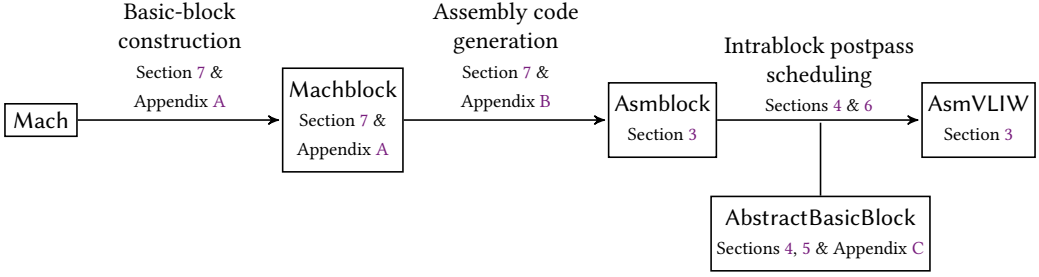 Basic-block
construction
Section 7 &
Appendix A
Assembly code
generation
Section 7 &
Appendix B
Intrablock postpass
scheduling
Sections 4 & 6
Mach
Machblock
Section 7 &
Appendix A
Asmblock
Section 3
AsmVLIW
Section 3
AbstractBasicBlock
Sections 4, 5 & Appendix C